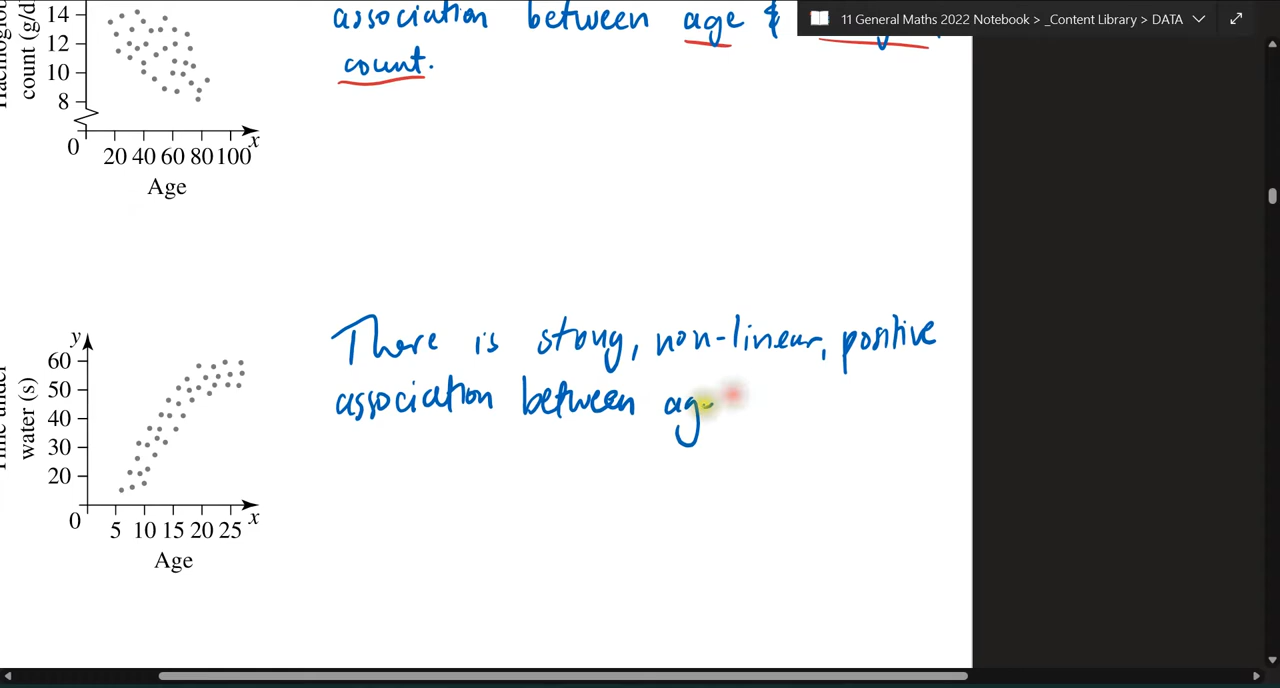 11 General Maths 2022 Notebook > _Content Library > DATA
association between age &
count.
count (g/d
14
12
10
8
0
20 40 60 80 100
x
Age
There is strong, non-linear, positive
association between ag
y
water (s)
60
50
40
30
20
0
5 10 15 20 25
x
Age